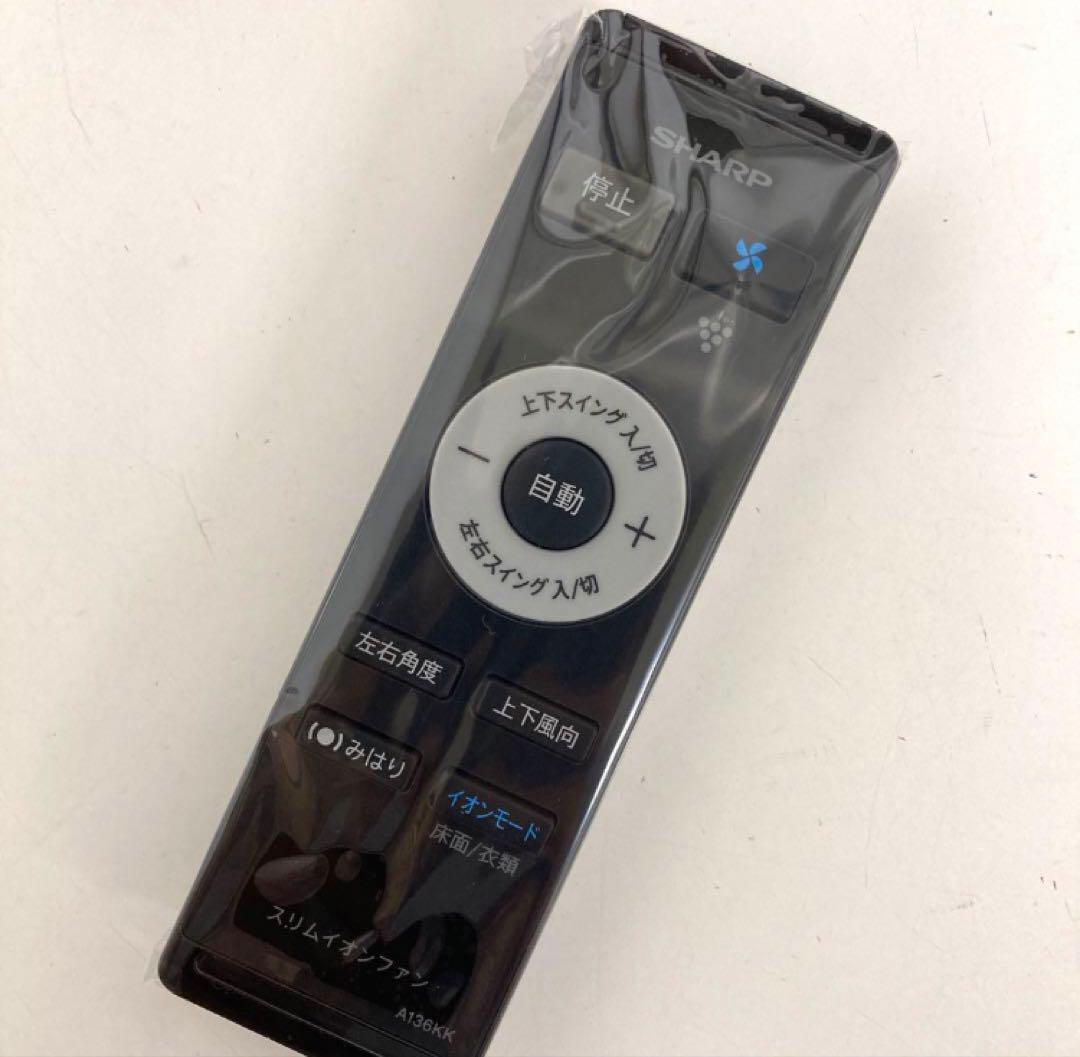 SHARP
停止
上下スイング 入/切
－
自動
＋
左右スイング 入/切
左右角度
上下風向
みはり
イオンモード
床面/衣類
スリムイオンファン
A136KK